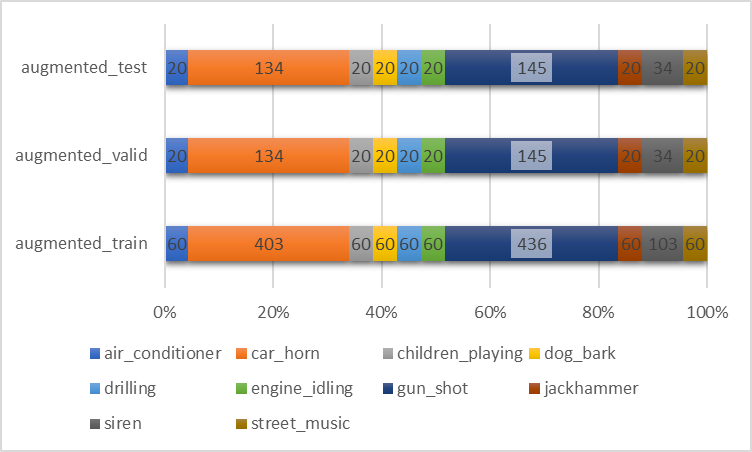 augmented_test 20 134 20 20 20 20 145 20 34 20
augmented_valid 20 134 20 20 20 20 145 20 34 20
augmented_train 60 403 60 60 60 60 436 60 103 60
0% 20% 40% 60% 80% 100%
air_conditioner car_horn children_playing dog_bark
drilling engine_idling gun_shot jackhammer
siren street_music